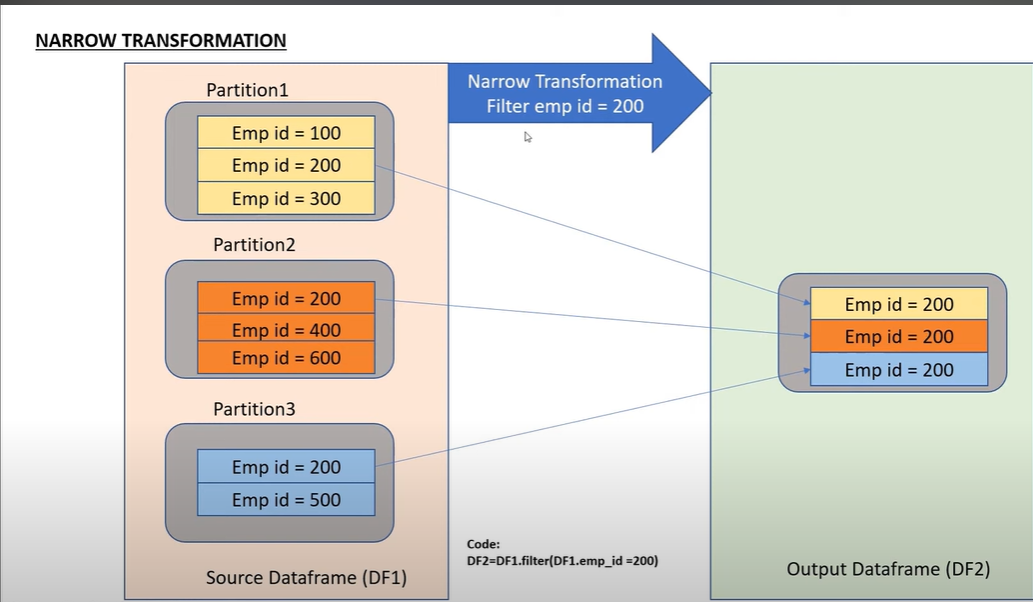 NARROW TRANSFORMATION
Partition1
Emp id = 100
Emp id = 200
Emp id = 300
Partition2
Emp id = 200
Emp id = 400
Emp id = 600
Partition3
Emp id = 200
Emp id = 500
Source Dataframe (DF1)
Narrow Transformation
Filter emp id = 200
Code:
DF2=DF1.filter(DF1.emp_id =200)
Emp id = 200
Emp id = 200
Emp id = 200
Output Dataframe (DF2)